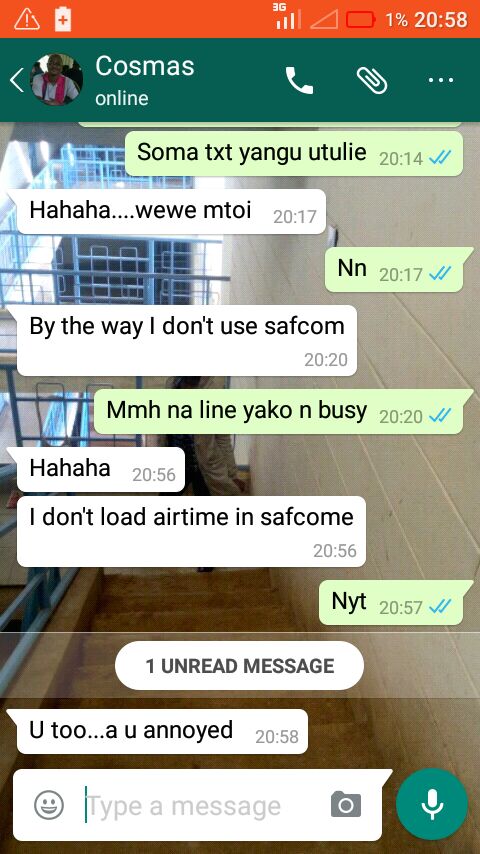 3G
1% 20:58
Cosmas
online
Soma txt yangu utulie 20:14
Hahaha....wewe mtoi 20:17
Nn 20:17
By the way I don't use safcom
20:20
Mmh na line yako n busy 20:20
Hahaha 20:56
I don't load airtime in safcome
20:56
Nyt 20:57
1 UNREAD MESSAGE
U too...a u annoyed 20:58
Type a message